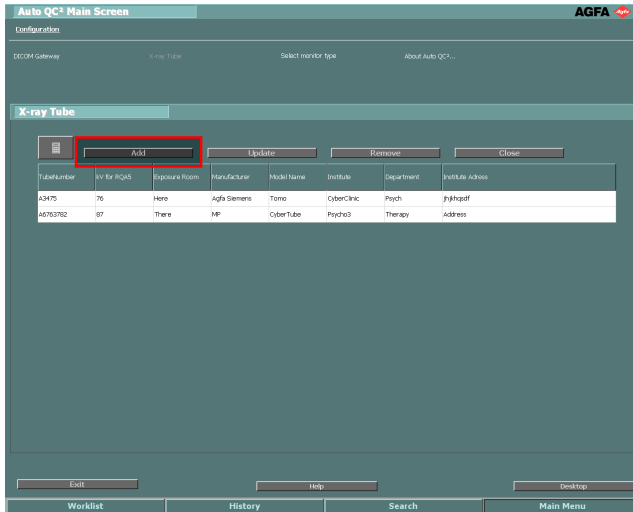 Auto QC² Main Screen
AGFA
Agfa
Configuration
DICOM Gateway X-ray Tube Select monitor type About Auto QC²...
X-ray Tube
Add Update Remove Close
TubeNumber kV for RQA5 Exposure Room Manufacturer Model Name Institute Department Institute Adress
A3475 76 Here Agfa Siemens Tomo CyberClinic Psych jhjkhqsdf
A6763782 87 There MP CyberTube Psycho3 Therapy Address
Exit Help Desktop
Worklist History Search Main Menu